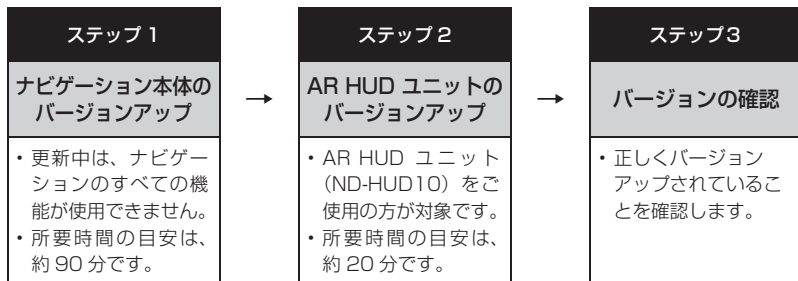 ステップ 1
ナビゲーション本体の
バージョンアップ
・更新中は、ナビゲー
ションのすべての機
能が使用できません。
・所要時間の目安は、
約 90 分です。
→
ステップ 2
AR HUD ユニットの
バージョンアップ
・AR HUD ユニット
（ND-HUD10）をご
使用の方が対象です。
・所要時間の目安は、
約 20 分です。
→
ステップ3
バージョンの確認
・正しくバージョン
アップされているこ
とを確認します。